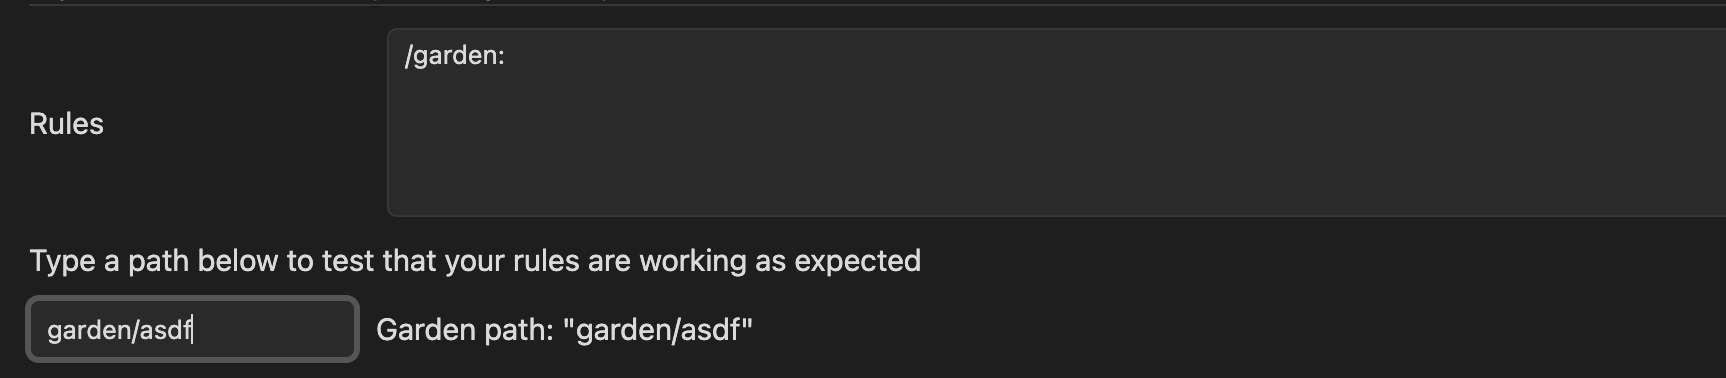 /garden:
Rules
Type a path below to test that your rules are working as expected
garden/asdf
Garden path: "garden/asdf"